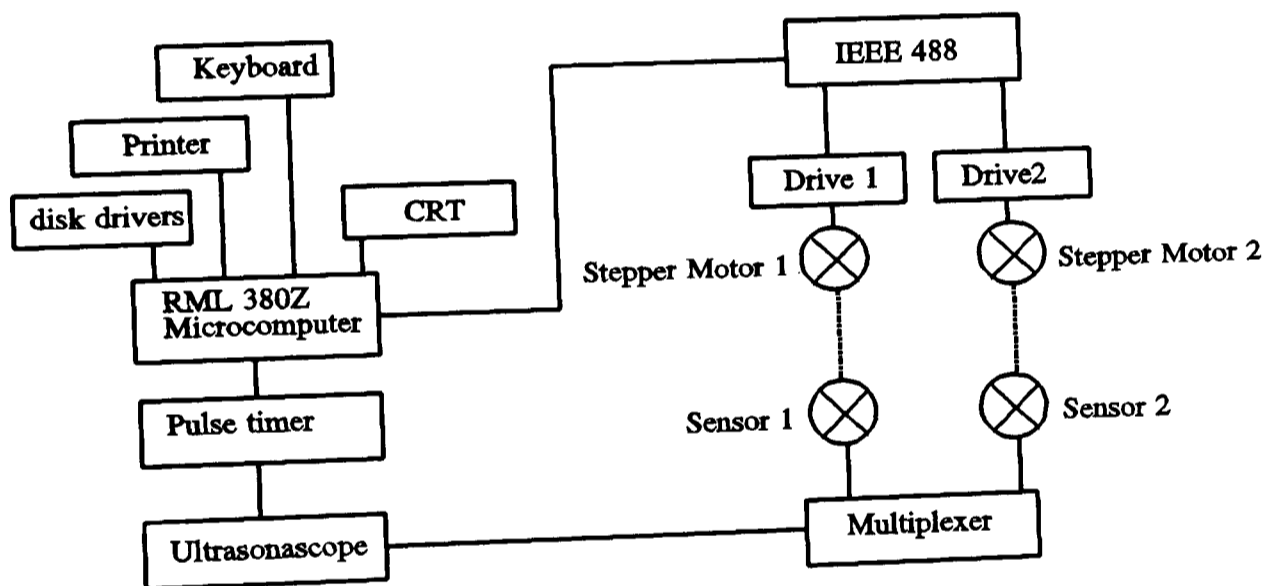 Keyboard
IEEE 488
Printer
Drive 1
Drive2
disk drivers
CRT
Stepper Motor 1
Stepper Motor 2
RML 380Z
Microcomputer
Pulse timer
Sensor 1
Sensor 2
Ultrasonascope
Multiplexer